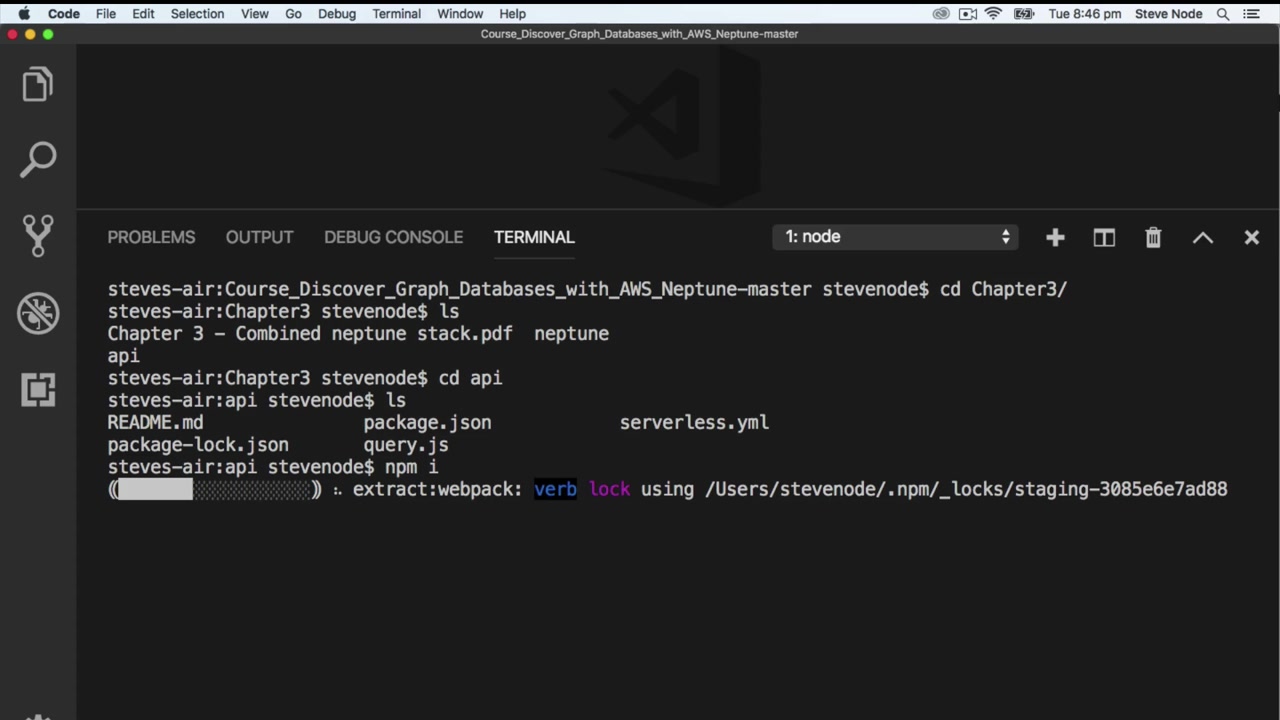 Code File Edit Selection View Go Debug Terminal Window Help Tue 8:46 pm Steve Node
Course_Discover_Graph_Databases_with_AWS_Neptune-master
PROBLEMS OUTPUT DEBUG CONSOLE TERMINAL 1: node
steves-air:Course_Discover_Graph_Databases_with_AWS_Neptune-master stevenode$ cd Chapter3/
steves-air:Chapter3 stevenode$ ls
Chapter 3 - Combined neptune stack.pdf neptune
api
steves-air:Chapter3 stevenode$ cd api
steves-air:api stevenode$ ls
README.md package.json serverless.yml
package-lock.json query.js
steves-air:api stevenode$ npm i
extract:webpack: verb lock using /Users/stevenode/.npm/_locks/staging-3085e6e7ad88